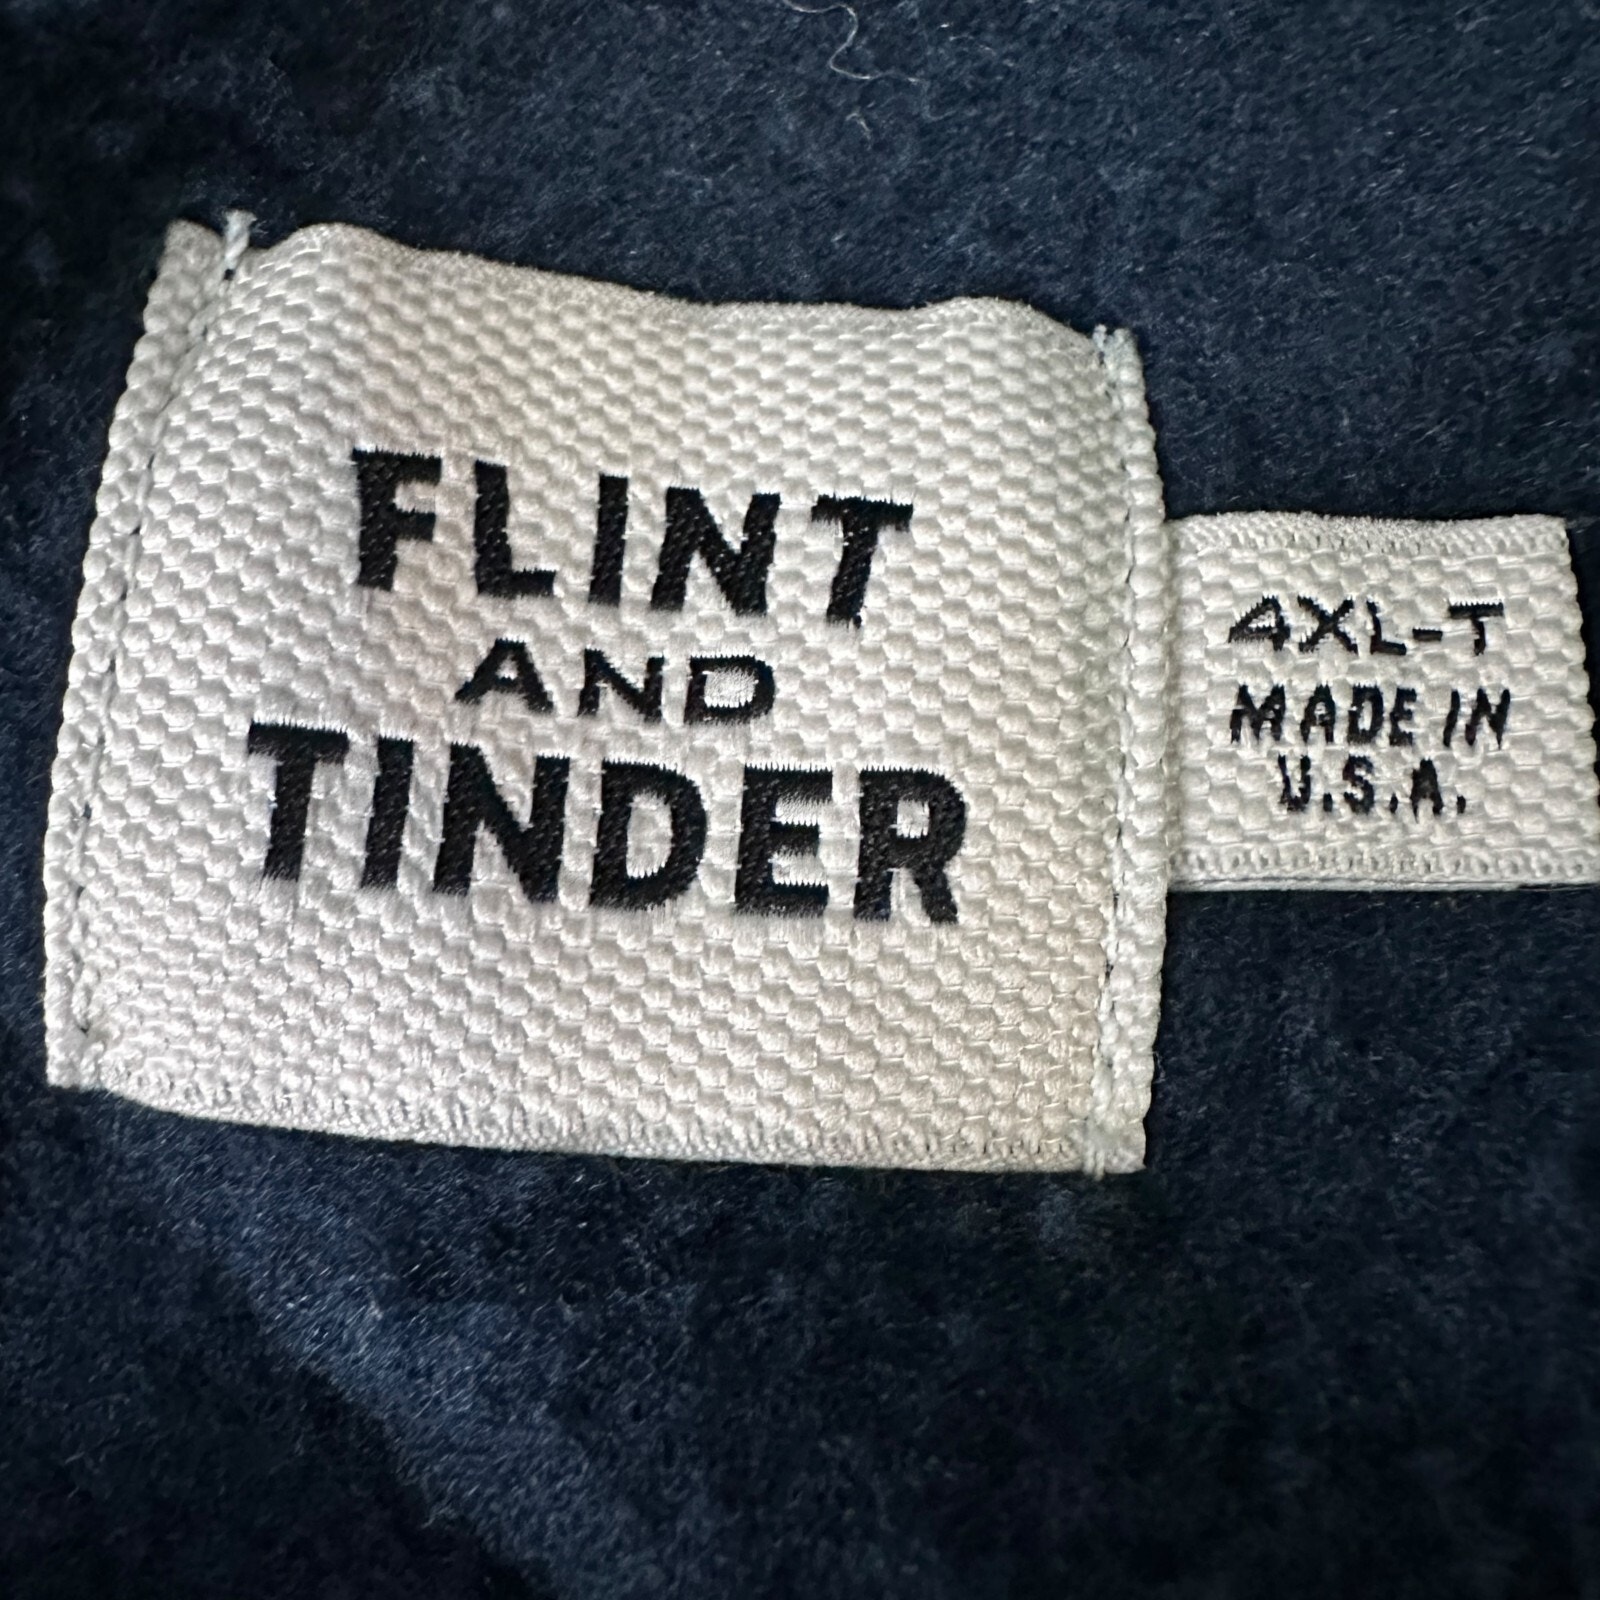 FLINT
AND
TINDER
4XL-T
MADE IN
U.S.A.